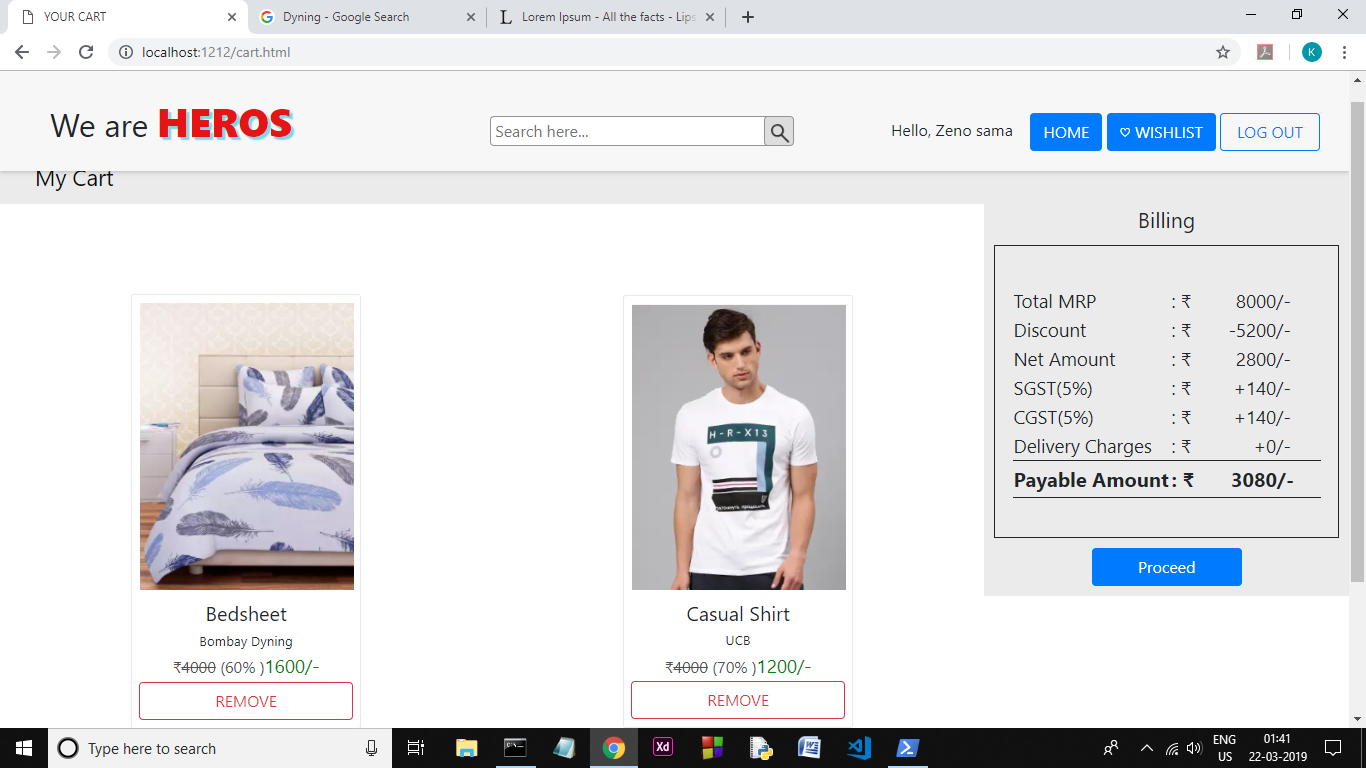 YOUR CART
Dyning - Google Search
Lorem Ipsum - All the facts - Lips
localhost:1212/cart.html
K
We are HEROS
Search here...
Hello, Zeno sama
HOME
♡ WISHLIST
LOG OUT
My Cart
Bedsheet
Bombay Dyning
₹4000 (60% )1600/-
REMOVE
H-R-X13
Casual Shirt
UCB
₹4000 (70% )1200/-
REMOVE
Billing
Total MRP : ₹ 8000/-
Discount : ₹ -5200/-
Net Amount : ₹ 2800/-
SGST(5%) : ₹ +140/-
CGST(5%) : ₹ +140/-
Delivery Charges : ₹ +0/-
Payable Amount : ₹ 3080/-
Proceed
Type here to search
Xd
ENG
US
01:41
22-03-2019